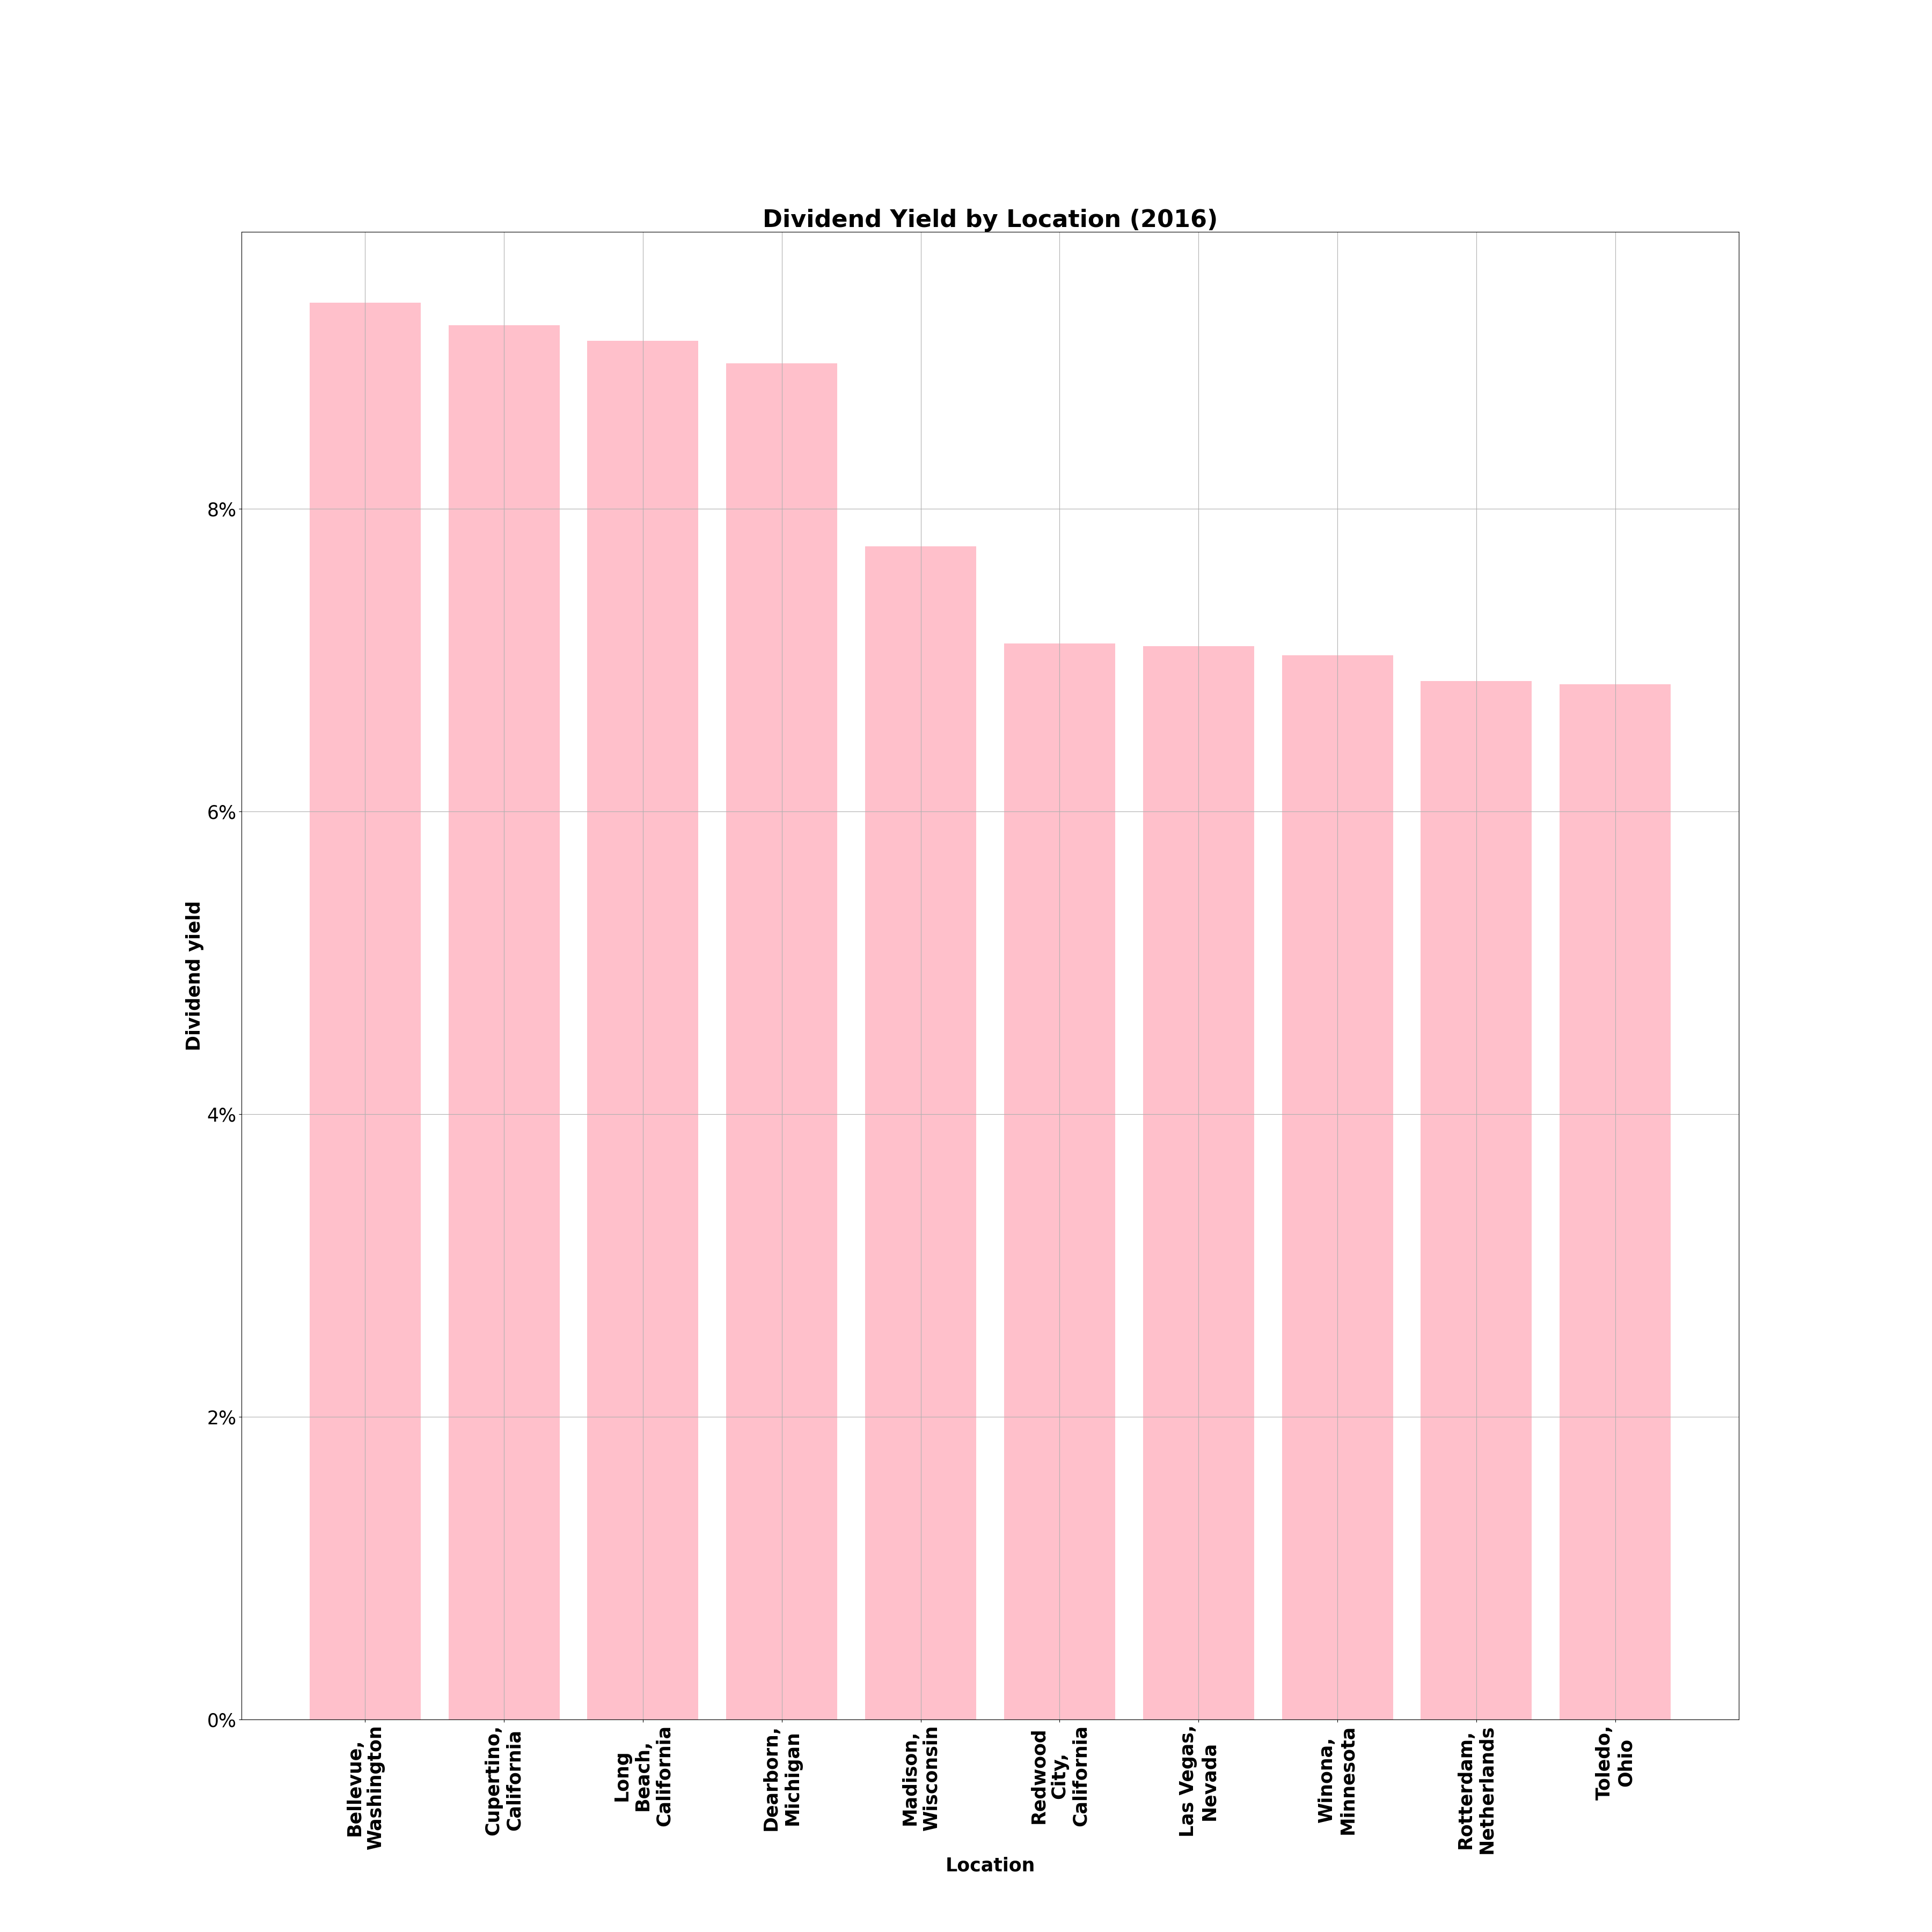 Dividend Yield by Location (2016)
Dividend yield
8%
6%
4%
2%
0%
Bellevue,
Washington
Cupertino,
California
Long
Beach,
California
Dearborn,
Michigan
Madison,
Wisconsin
Redwood
City,
California
Las Vegas,
Nevada
Winona,
Minnesota
Rotterdam,
Netherlands
Toledo,
Ohio
Location